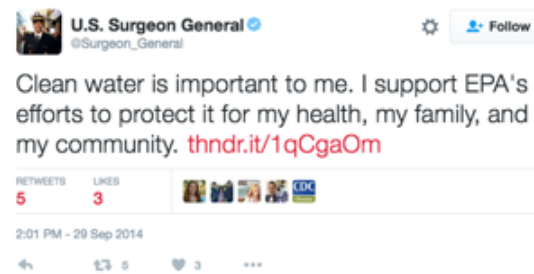 U.S. Surgeon General
@Surgeon_General
Follow
Clean water is important to me. I support EPA's
efforts to protect it for my health, my family, and
my community. thndr.it/1qCgaOm
RETWEETS LIKES
5 3
CDC
2:01 PM - 29 Sep 2014
5 3